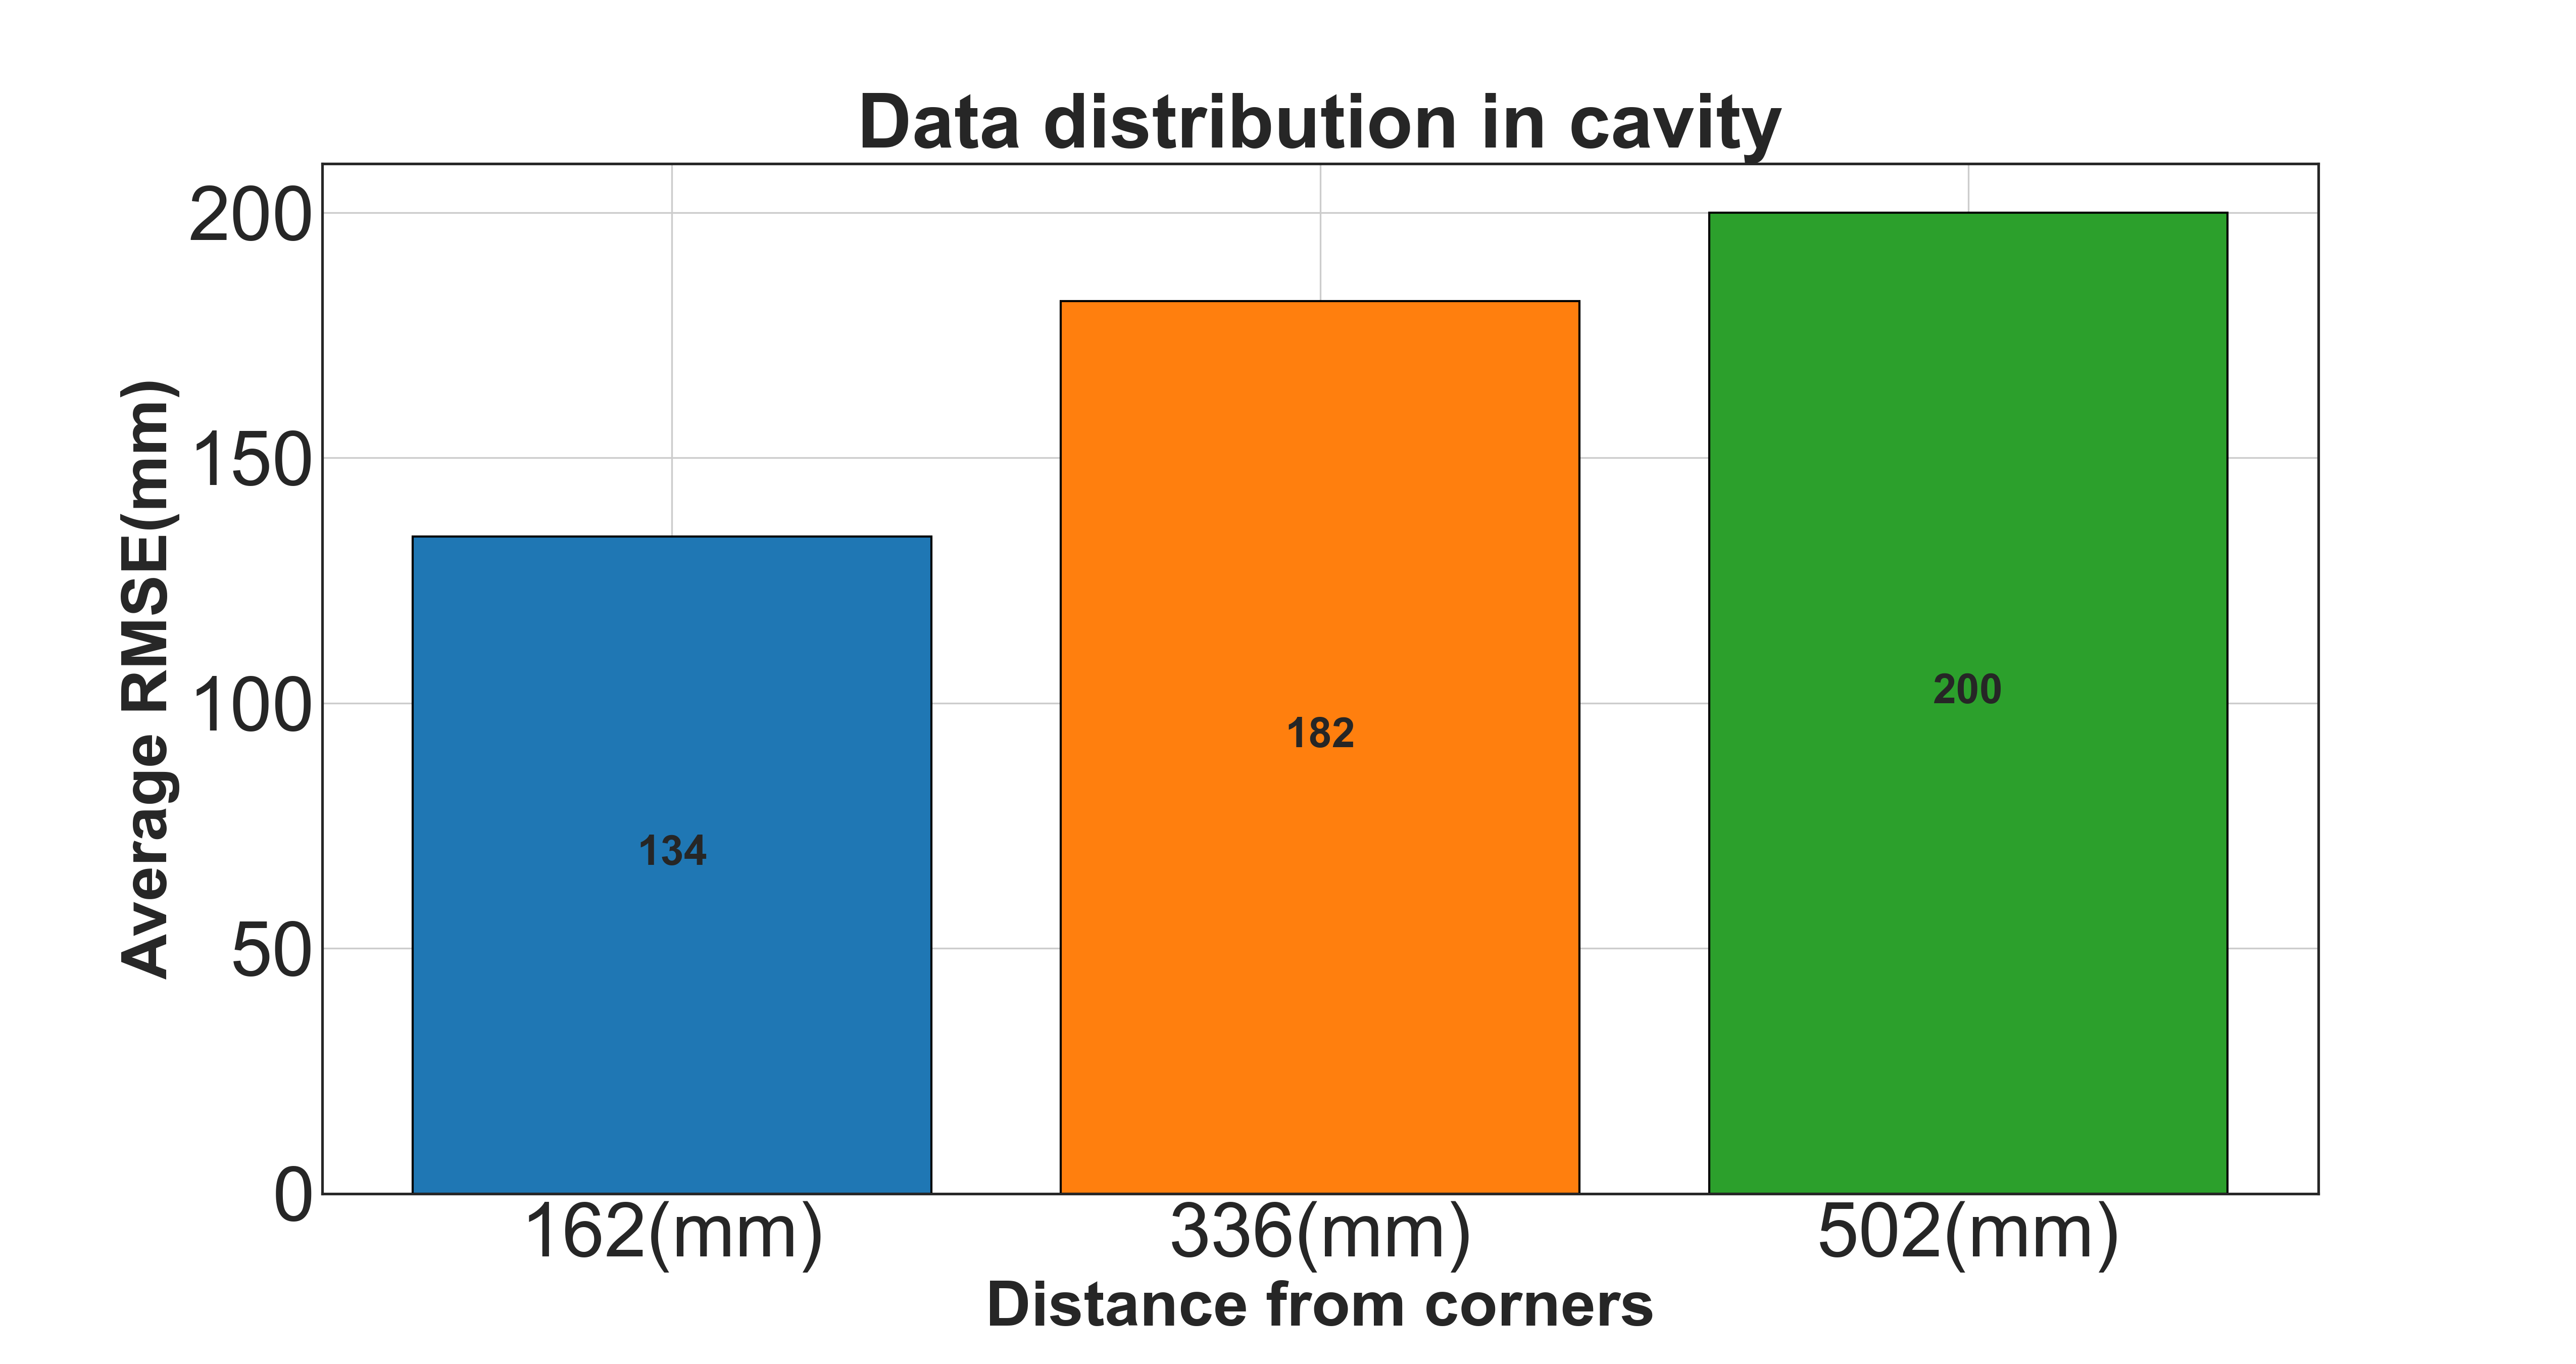 Data distribution in cavity
Average RMSE(mm)
200
150
100
50
0
134
182
200
162(mm)
336(mm)
502(mm)
Distance from corners